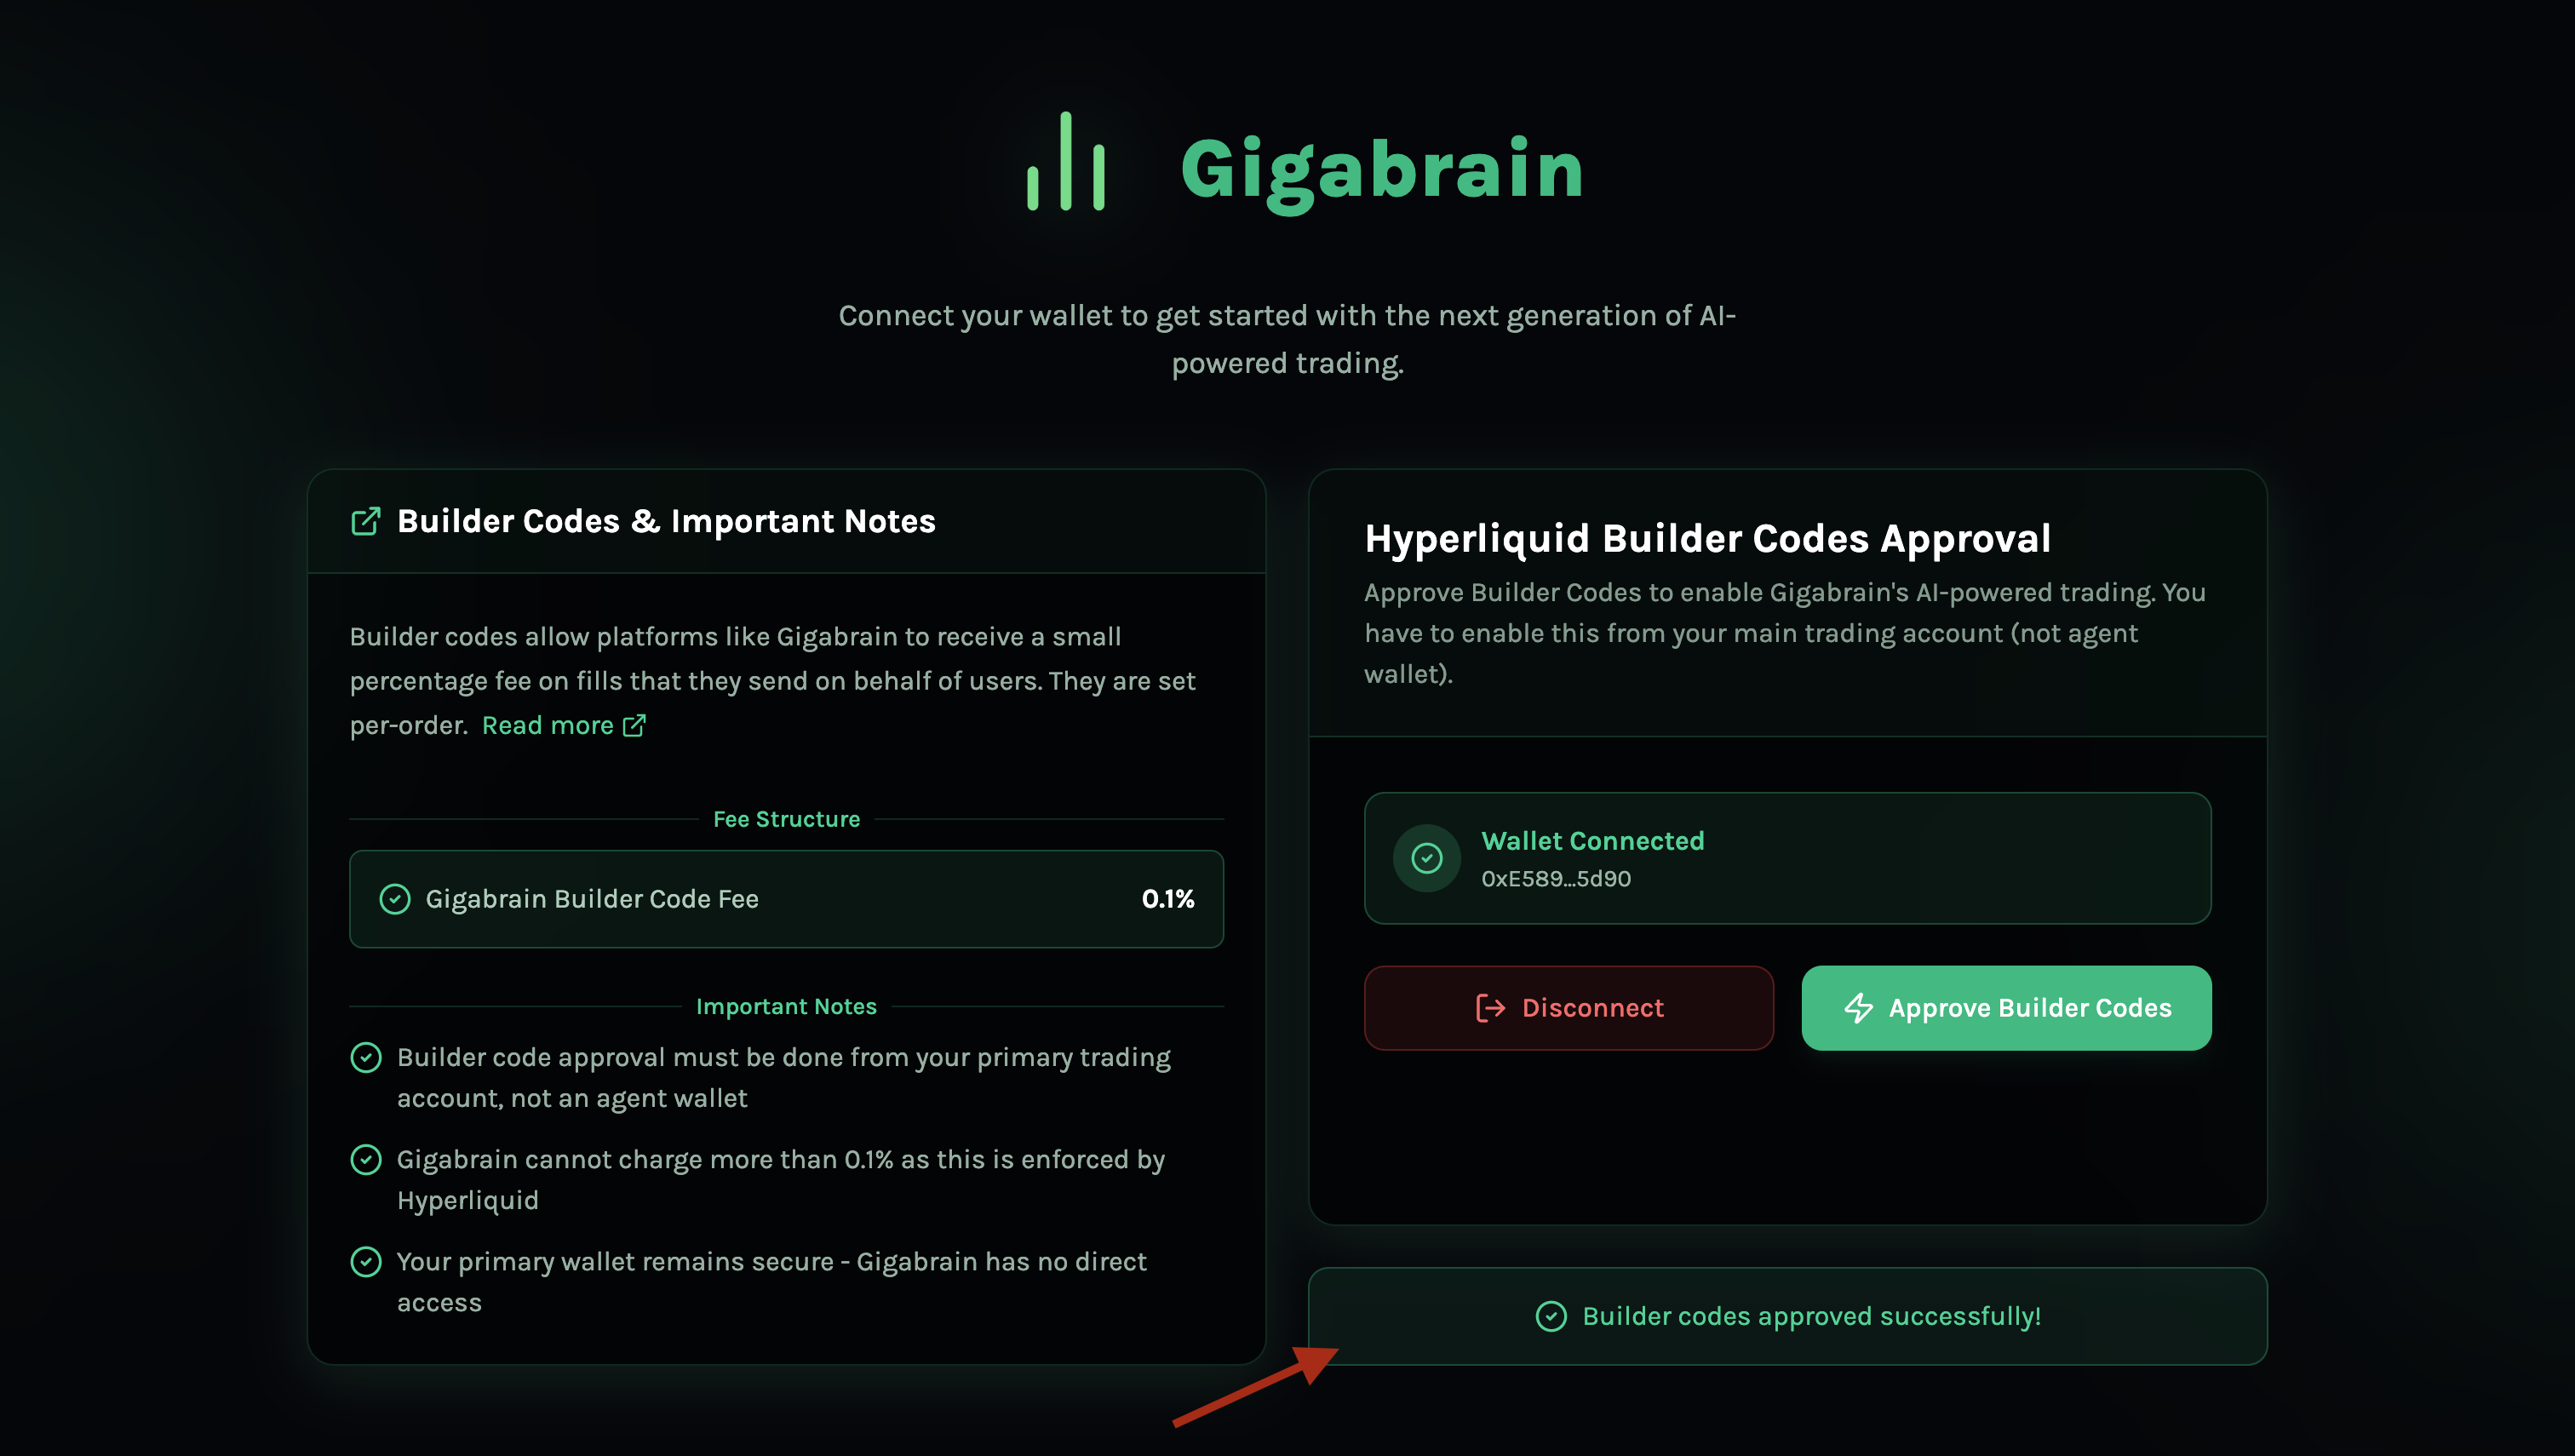 Gigabrain
Connect your wallet to get started with the next generation of AI-
powered trading.
Builder Codes & Important Notes
Builder codes allow platforms like Gigabrain to receive a small
percentage fee on fills that they send on behalf of users. They are set
per-order. Read more
Fee Structure
Gigabrain Builder Code Fee 0.1%
Important Notes
Builder code approval must be done from your primary trading
account, not an agent wallet
Gigabrain cannot charge more than 0.1% as this is enforced by
Hyperliquid
Your primary wallet remains secure - Gigabrain has no direct
access
Hyperliquid Builder Codes Approval
Approve Builder Codes to enable Gigabrain's AI-powered trading. You
have to enable this from your main trading account (not agent
wallet).
Wallet Connected
0xE589...5d90
Disconnect
Approve Builder Codes
Builder codes approved successfully!